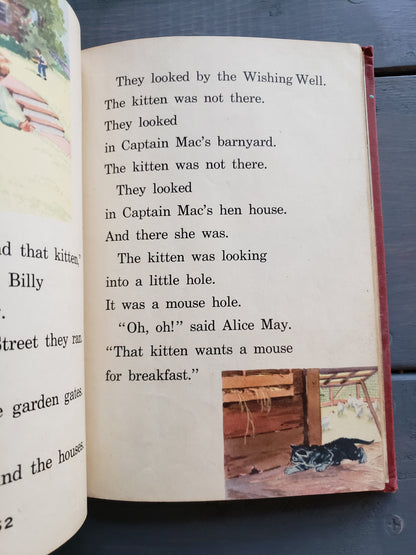 d that kitten,"
Billy
y.
Street they ran.
e garden gates.
nd the houses.
52
They looked by the Wishing Well.
The kitten was not there.
They looked
in Captain Mac's barnyard.
The kitten was not there.
They looked
in Captain Mac's hen house.
And there she was.
The kitten was looking
into a little hole.
It was a mouse hole.
"Oh, oh!" said Alice May.
"That kitten wants a mouse
for breakfast."